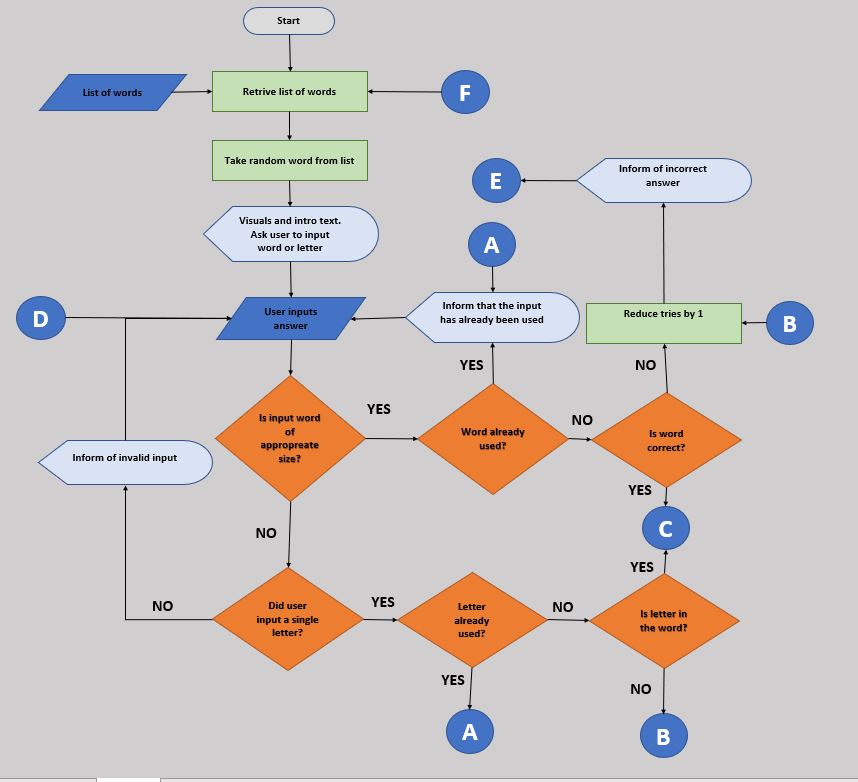 Start
List of words
Retrive list of words
F
Take random word from list
Inform of incorrect
answer
E
Visuals and intro text.
Ask user to input
word or letter
A
D
User inputs
answer
Inform that the input
has already been used
Reduce tries by 1
B
YES
NO
Is input word
of
appropreate
size?
YES
Word already
used?
NO
Is word
correct?
Inform of invalid input
YES
C
NO
YES
NO
Did user
input a single
letter?
YES
Letter
already
used?
NO
Is letter in
the word?
YES
NO
A
B